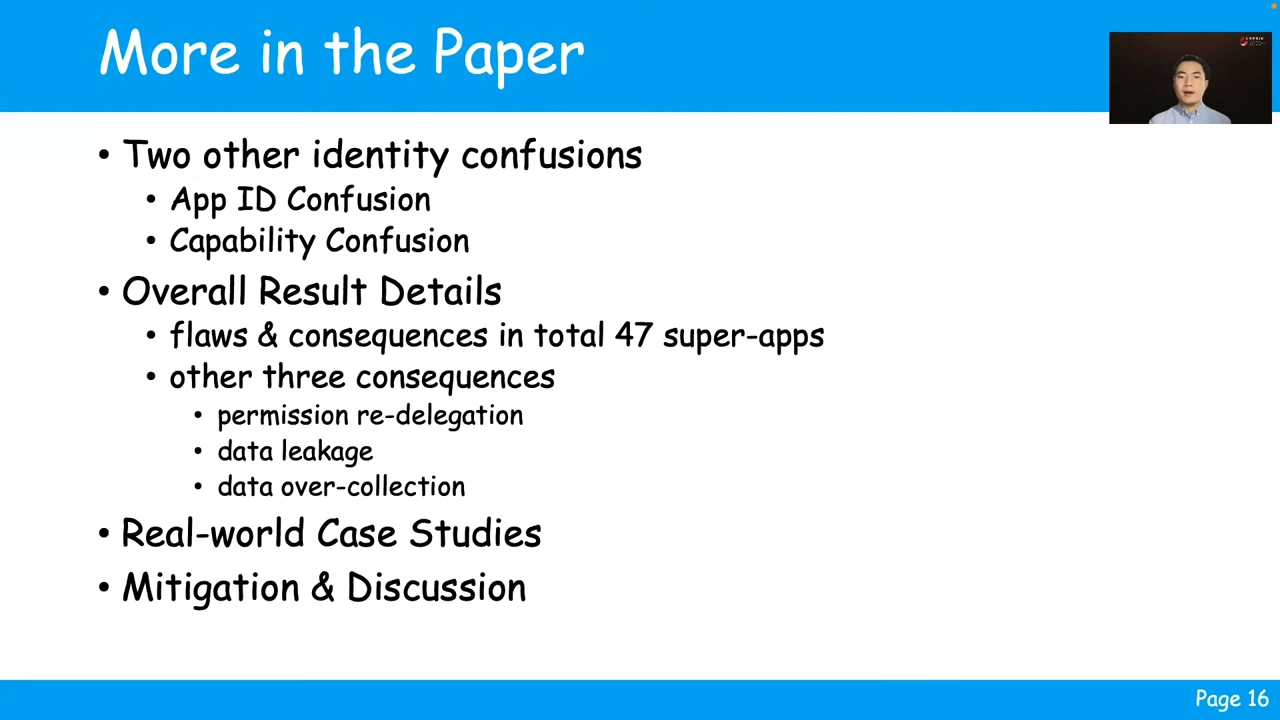 More in the Paper
• Two other identity confusions
• App ID Confusion
• Capability Confusion
• Overall Result Details
• flaws & consequences in total 47 super-apps
• other three consequences
• permission re-delegation
• data leakage
• data over-collection
• Real-world Case Studies
• Mitigation & Discussion
Page 16